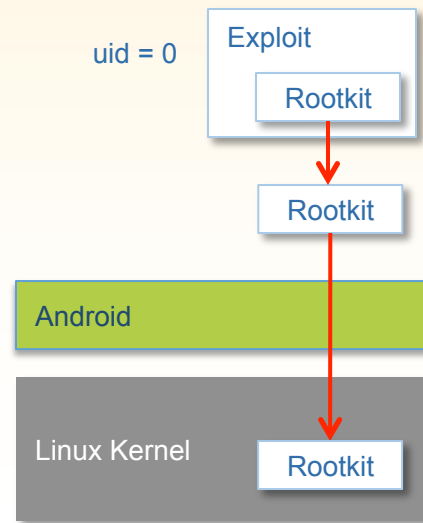 Exploit
uid = 0
Rootkit
Rootkit
Android
Linux Kernel
Rootkit